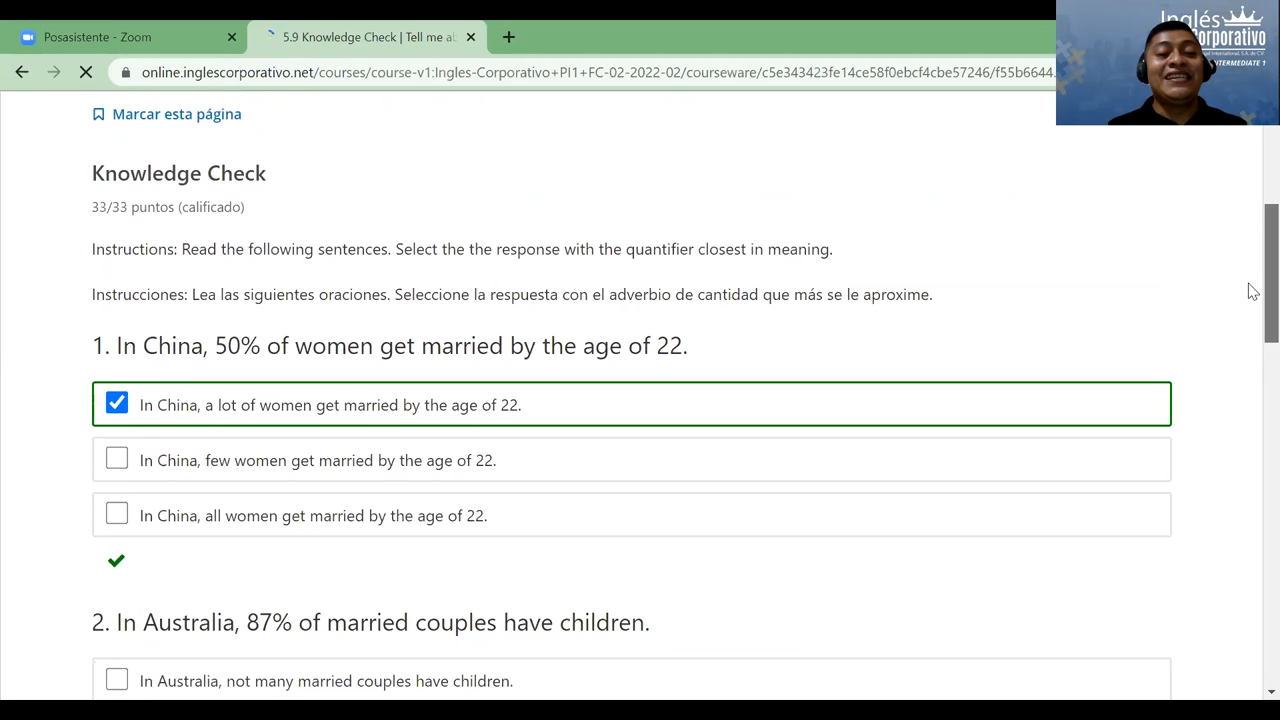 Posasistente - Zoom
5.9 Knowledge Check | Tell me ab
online.inglescorporativo.net/courses/course-v1:Ingles-Corporativo+PI1+FC-02-2022-02/courseware/c5e343423fe14ce58f0ebcf4cbe57246/f55b6644.
Inglés
Corporativo
INTERMEDIATE 1
Marcar esta página
Knowledge Check
33/33 puntos (calificado)
Instructions: Read the following sentences. Select the the response with the quantifier closest in meaning.
Instrucciones: Lea las siguientes oraciones. Seleccione la respuesta con el adverbio de cantidad que más se le aproxime.
1. In China, 50% of women get married by the age of 22.
In China, a lot of women get married by the age of 22.
In China, few women get married by the age of 22.
In China, all women get married by the age of 22.
2. In Australia, 87% of married couples have children.
In Australia, not many married couples have children.